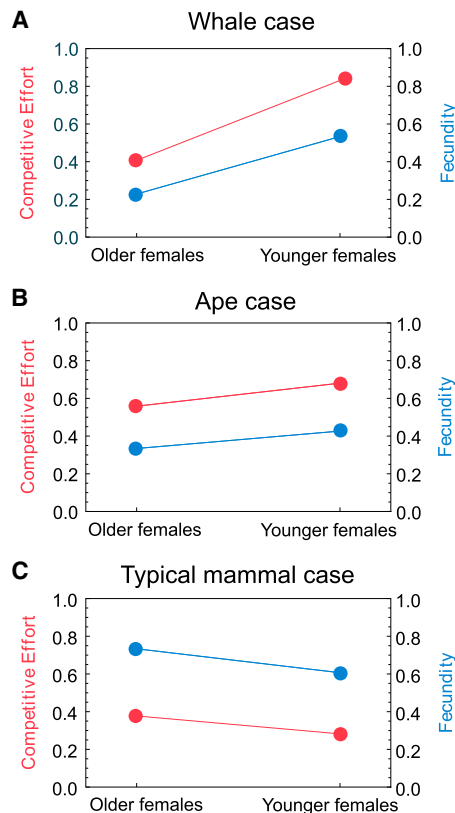 A
Whale case
1.0 1.0
0.8 0.8
0.6 0.6
0.4 0.4
0.2 0.2
0.0 0.0
Competitive Effort
Fecundity
Older females Younger females
B
Ape case
1.0 1.0
0.8 0.8
0.6 0.6
0.4 0.4
0.2 0.2
0.0 0.0
Competitive Effort
Fecundity
Older females Younger females
C
Typical mammal case
1.0 1.0
0.8 0.8
0.6 0.6
0.4 0.4
0.2 0.2
0.0 0.0
Competitive Effort
Fecundity
Older females Younger females